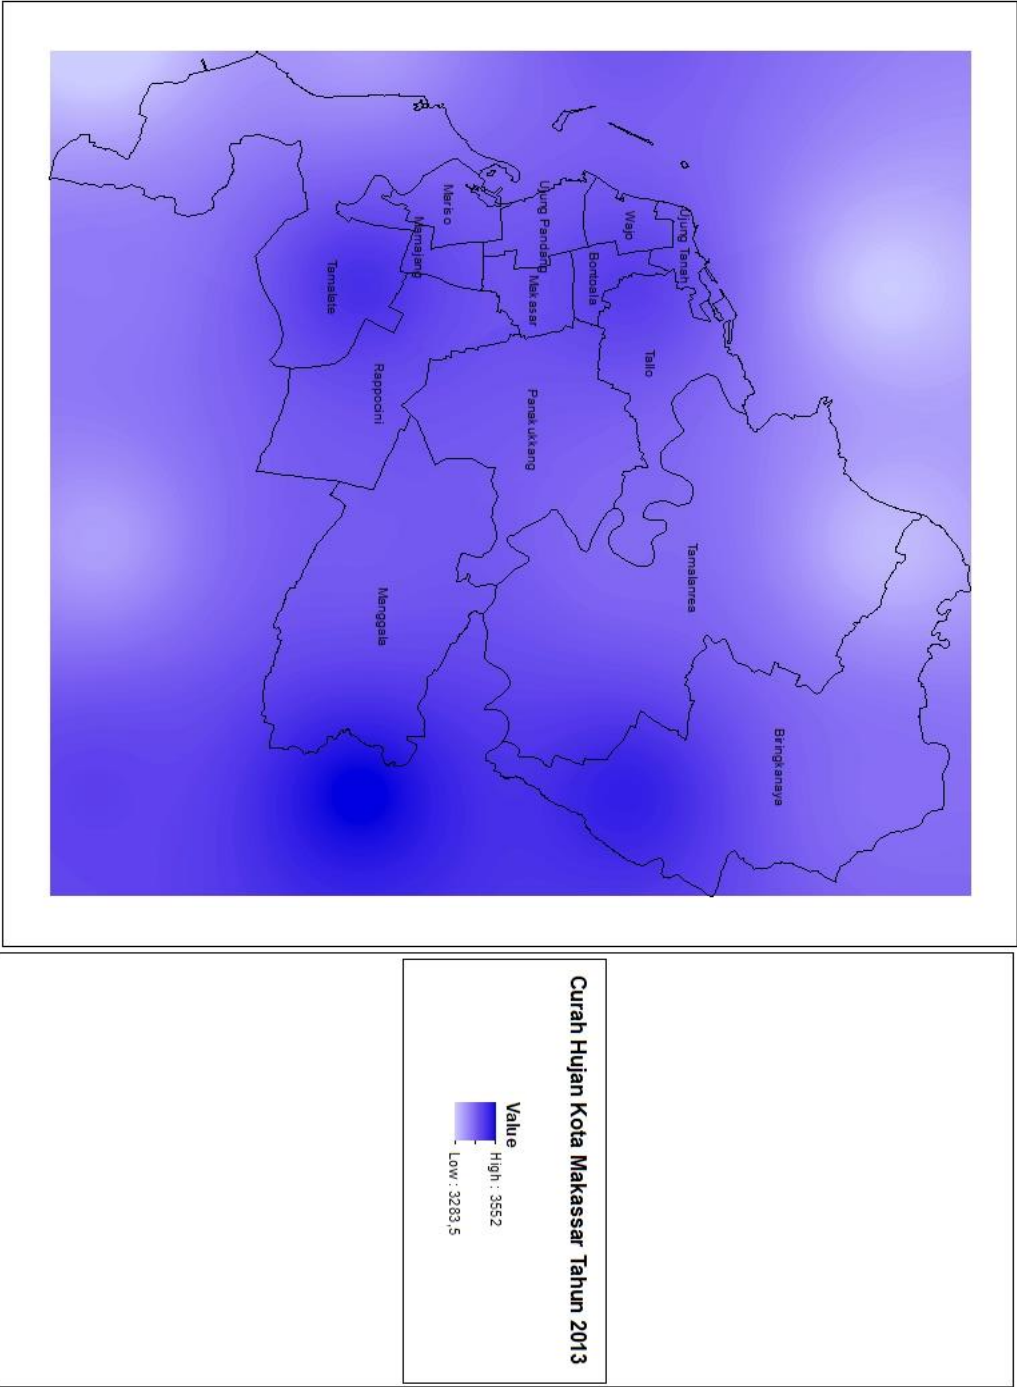 Ujung Tanah
Wajo
Tallo
Bontoala
Ujung Pandang
Makasar
Mariso
Mamajang
Tamalate
Rappocini
Panakukkang
Manggala
Tamalanrea
Biringkanaya
Curah Hujan Kota Makassar Tahun 2013
Value
High : 3552
Low : 3283,5